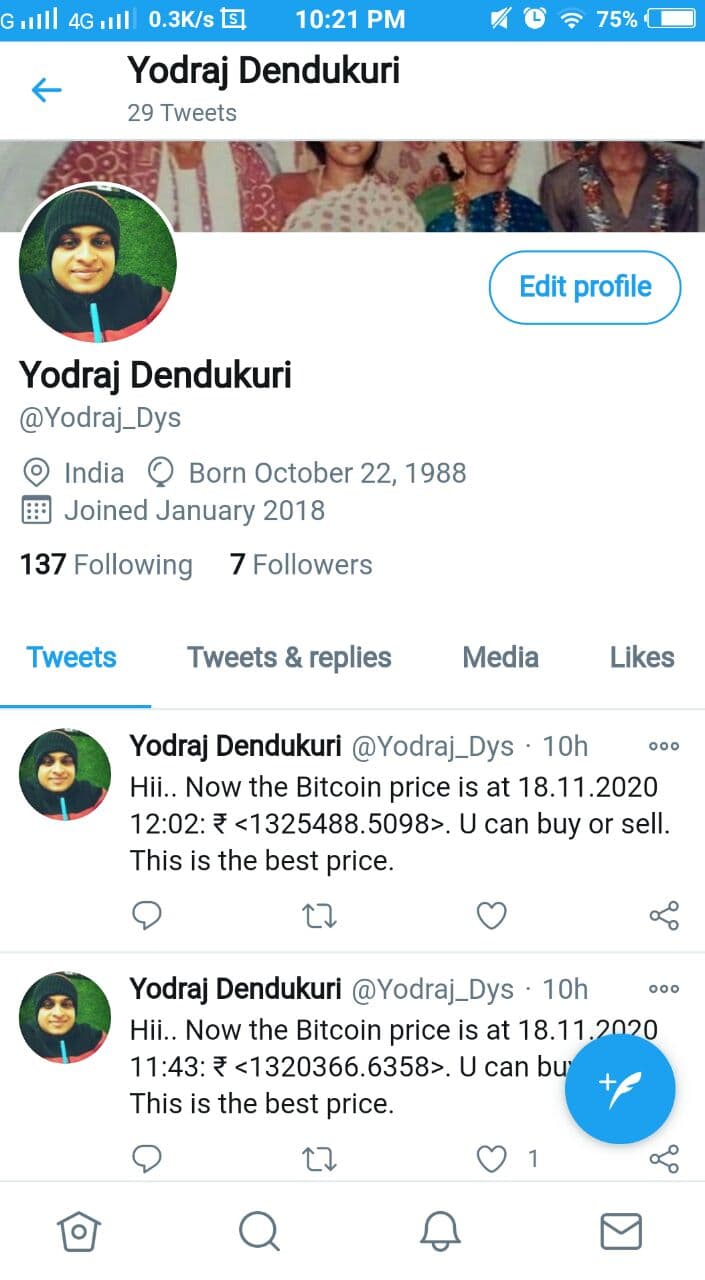 G 4G 0.3K/s S 10:21 PM 75%
Yodraj Dendukuri
29 Tweets
Edit profile
Yodraj Dendukuri
@Yodraj_Dys
India Born October 22, 1988
Joined January 2018
137 Following 7 Followers
Tweets Tweets & replies Media Likes
Yodraj Dendukuri @Yodraj_Dys · 10h
Hii.. Now the Bitcoin price is at 18.11.2020
12:02: ₹ <1325488.5098>. U can buy or sell.
This is the best price.
Yodraj Dendukuri @Yodraj_Dys · 10h
Hii.. Now the Bitcoin price is at 18.11.2020
11:43: ₹ <1320366.6358>. U can
This is the best price.
1